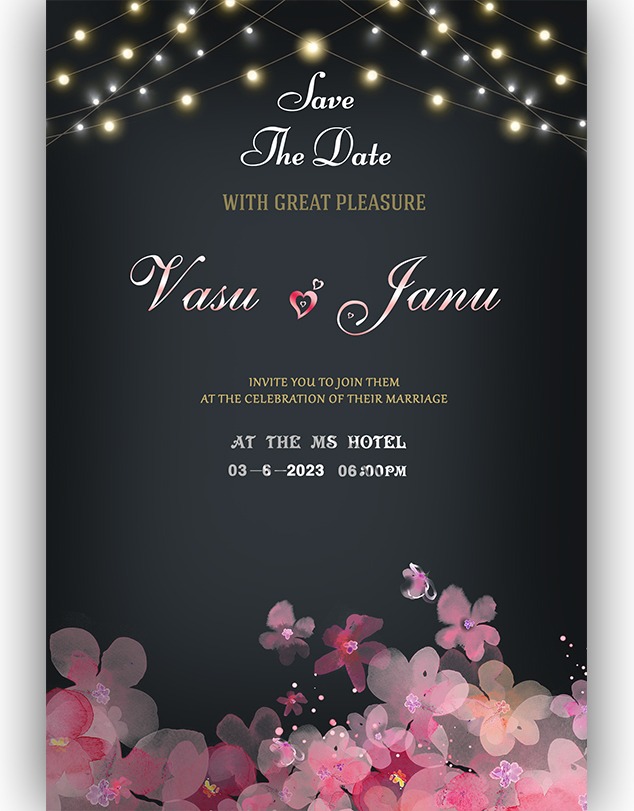 Save
The Date
WITH GREAT PLEASURE
Vasu Janu
INVITE YOU TO JOIN THEM
AT THE CELEBRATION OF THEIR MARRIAGE
AT THE MS HOTEL
03-6-2023 06:00PM